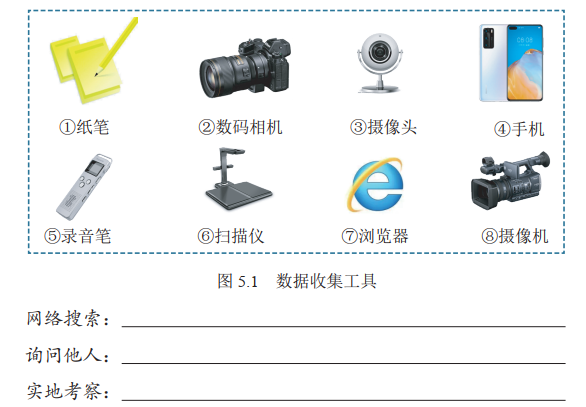 ①纸笔 ②数码相机 ③摄像头 ④手机
⑤录音笔 ⑥扫描仪 ⑦浏览器 ⑧摄像机
图 5.1 数据收集工具
网络搜索：
询问他人：
实地考察：